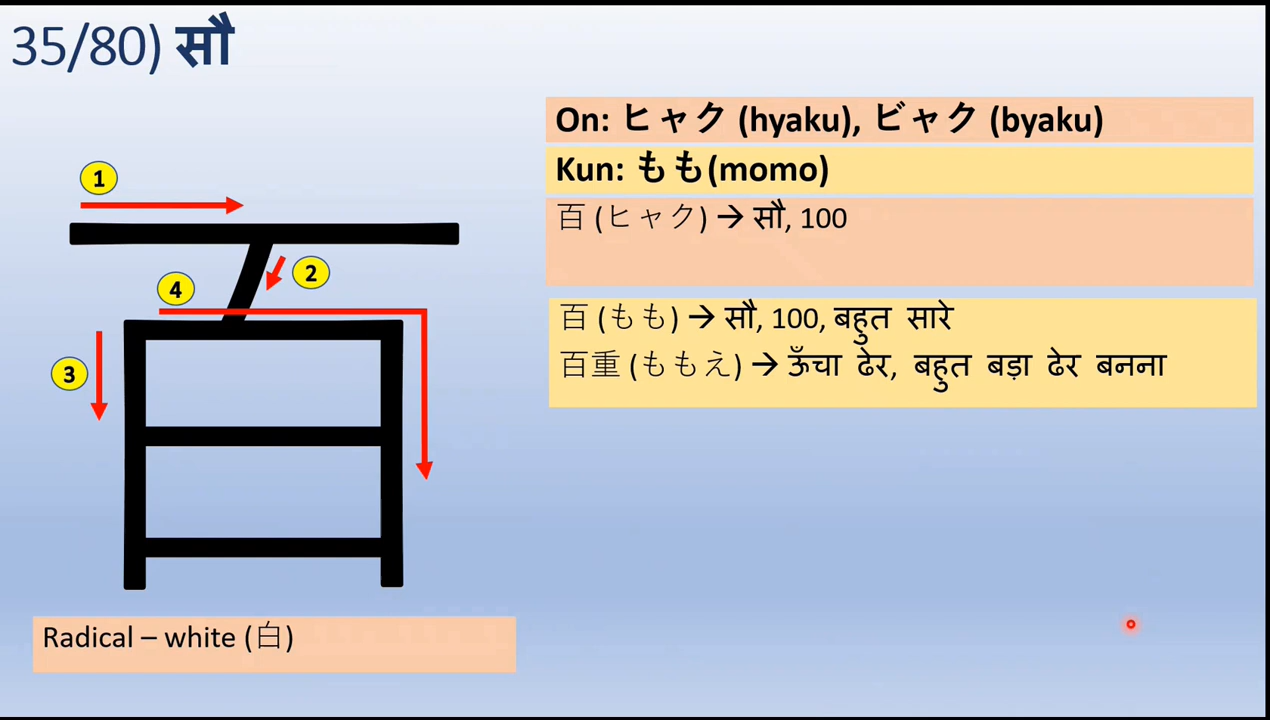 35/80) सौ
On: ヒャク (hyaku), ビャク (byaku)
Kun: もも(momo)
百 (ヒャク) → सौ, 100
百 (もも) → सौ, 100, बहुत सारे
百重 (ももえ) → ऊँचा ढेर, बहुत बड़ा ढेर बनना
1
2
4
3
百
Radical – white (白)